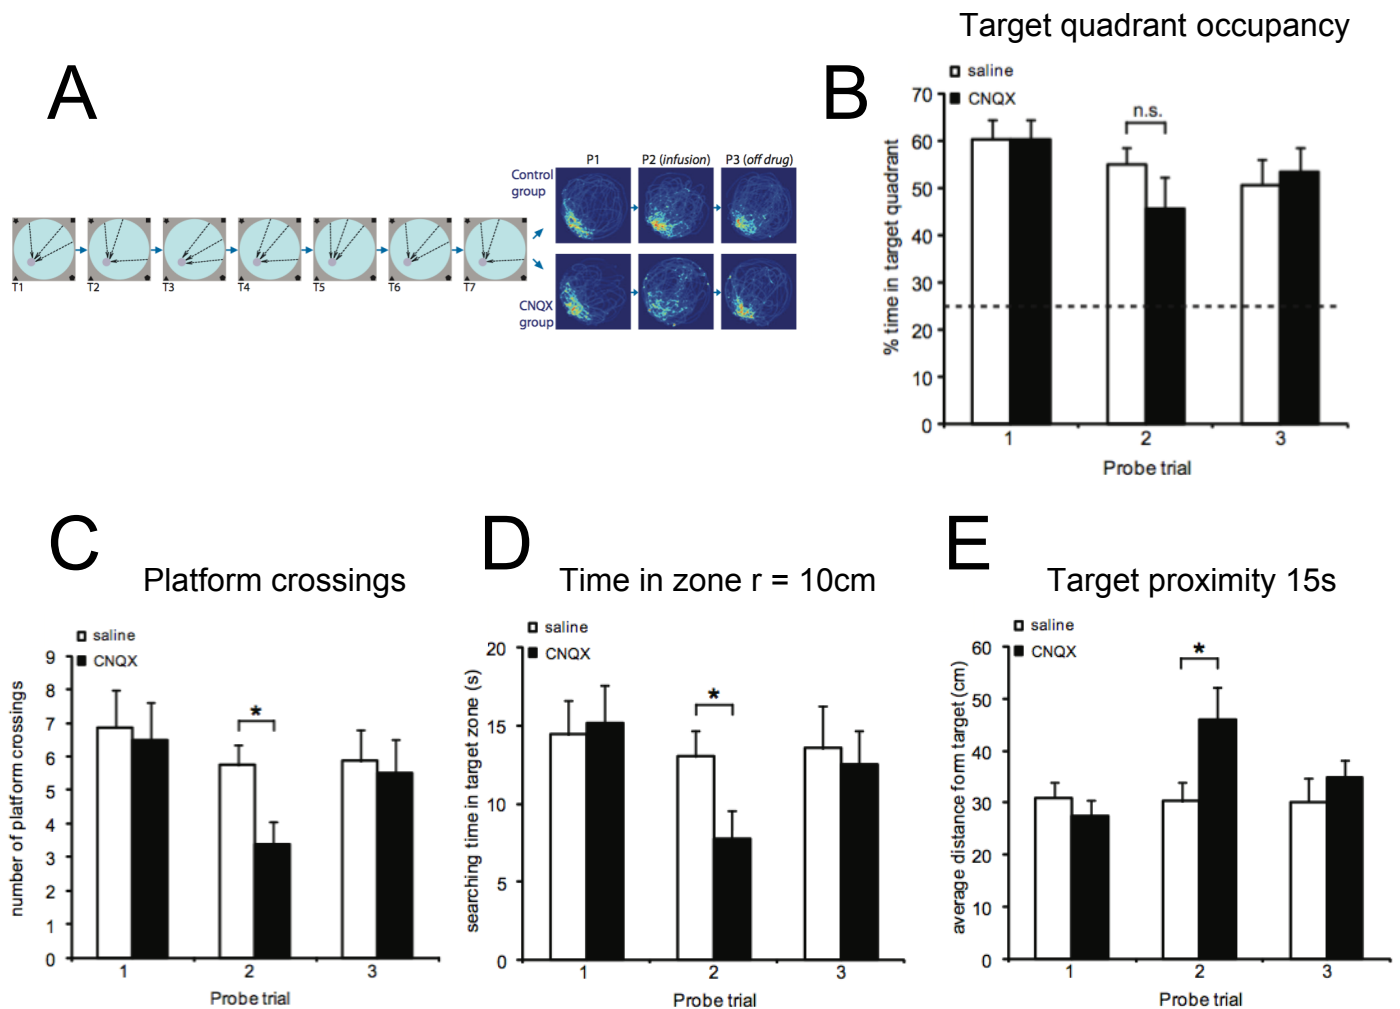 A
T1
T2
T3
T4
T5
T6
T7
Control
group
CNQX
group
P1
P2 (infusion)
P3 (off drug)
Target quadrant occupancy
B
saline
CNQX
n.s.
% time in target quadrant
70
60
50
40
30
20
10
0
1
2
3
Probe trial
C
Platform crossings
saline
CNQX
*
number of platform crossings
9
8
7
6
5
4
3
2
1
0
1
2
3
Probe trial
D
Time in zone r = 10cm
saline
CNQX
*
searching time in target zone (s)
20
15
10
5
0
1
2
3
Probe trial
E
Target proximity 15s
saline
CNQX
*
average distance form target (cm)
60
50
40
30
20
10
0
1
2
3
Probe trial